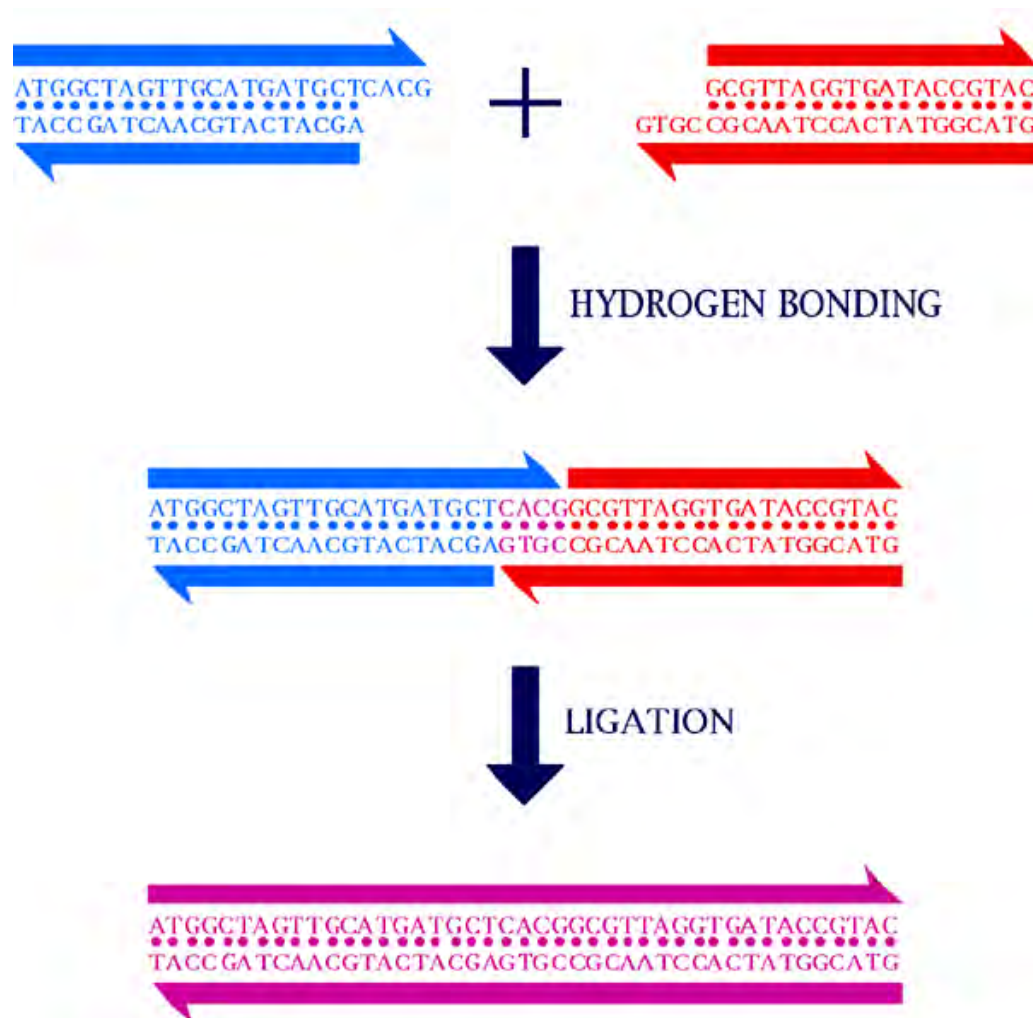 ATGGCTAGTTGCATGATGCTCACG
TACCGATCAACGTACTACGA
+
GCGTTAGGTGATACCGTAC
GTGCCGCAATCCACTATGGCATG
HYDROGEN BONDING
ATGGCTAGTTGCATGATGCTCACGGCGTTAGGTGATACCGTAC
TACCGATCAACGTACTACGAGTGCCGCAATCCACTATGGCATG
LIGATION
ATGGCTAGTTGCATGATGCTCACGGCGTTAGGTGATACCGTAC
TACCGATCAACGTACTACGAGTGCCGCAATCCACTATGGCATG